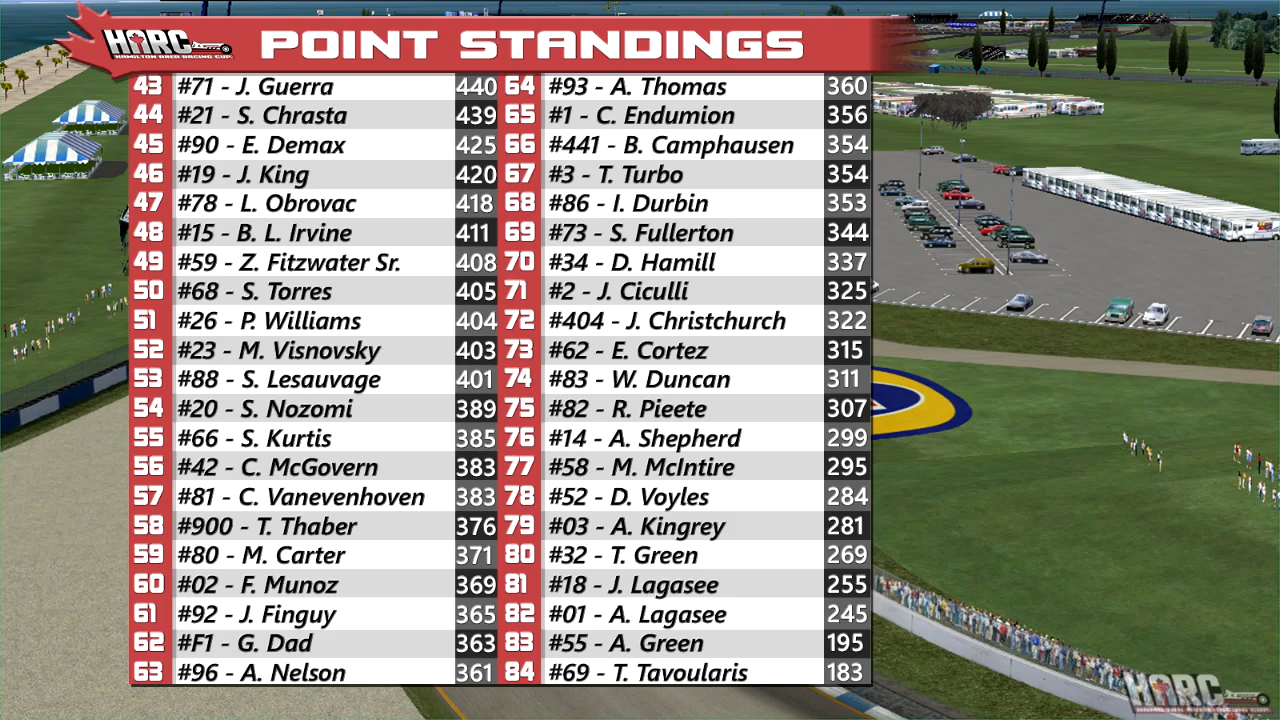 HARC
HAMILTON AREA RACING CUP
POINT STANDINGS
43 #71 - J. Guerra 440
44 #21 - S. Chrasta 439
45 #90 - E. Demax 425
46 #19 - J. King 420
47 #78 - L. Obrovac 418
48 #15 - B. L. Irvine 411
49 #59 - Z. Fitzwater Sr. 408
50 #68 - S. Torres 405
51 #26 - P. Williams 404
52 #23 - M. Visnovsky 403
53 #88 - S. Lesauvage 401
54 #20 - S. Nozomi 389
55 #66 - S. Kurtis 385
56 #42 - C. McGovern 383
57 #81 - C. Vanevenhoven 383
58 #900 - T. Thaber 376
59 #80 - M. Carter 371
60 #02 - F. Munoz 369
61 #92 - J. Finguy 365
62 #F1 - G. Dad 363
63 #96 - A. Nelson 361
64 #93 - A. Thomas 360
65 #1 - C. Endumion 356
66 #441 - B. Camphausen 354
67 #3 - T. Turbo 354
68 #86 - I. Durbin 353
69 #73 - S. Fullerton 344
70 #34 - D. Hamill 337
71 #2 - J. Ciculli 325
72 #404 - J. Christchurch 322
73 #62 - E. Cortez 315
74 #83 - W. Duncan 311
75 #82 - R. Pieete 307
76 #14 - A. Shepherd 299
77 #58 - M. McIntire 295
78 #52 - D. Voyles 284
79 #03 - A. Kingrey 281
80 #32 - T. Green 269
81 #18 - J. Lagasee 255
82 #01 - A. Lagasee 245
83 #55 - A. Green 195
84 #69 - T. Tavoularis 183
HARC